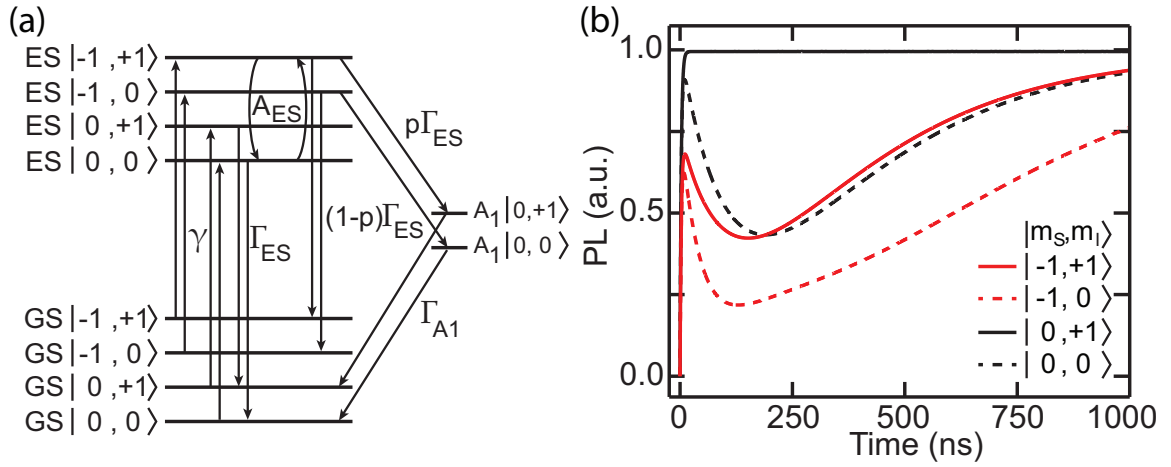 (a)
ES |-1 ,+1⟩
ES |-1 , 0⟩
ES | 0 ,+1⟩
ES | 0 , 0⟩
A_ES
pΓ_ES
(1-p)Γ_ES
γ
Γ_ES
A₁|0,+1⟩
A₁|0, 0⟩
Γ_A1
GS |-1 ,+1⟩
GS |-1 , 0⟩
GS | 0 ,+1⟩
GS | 0 , 0⟩
(b)
PL (a.u.)
1.0
0.5
0.0
0
250
500
750
1000
Time (ns)
|m_S,m_I⟩
|-1,+1⟩
|-1, 0⟩
| 0,+1⟩
| 0, 0⟩